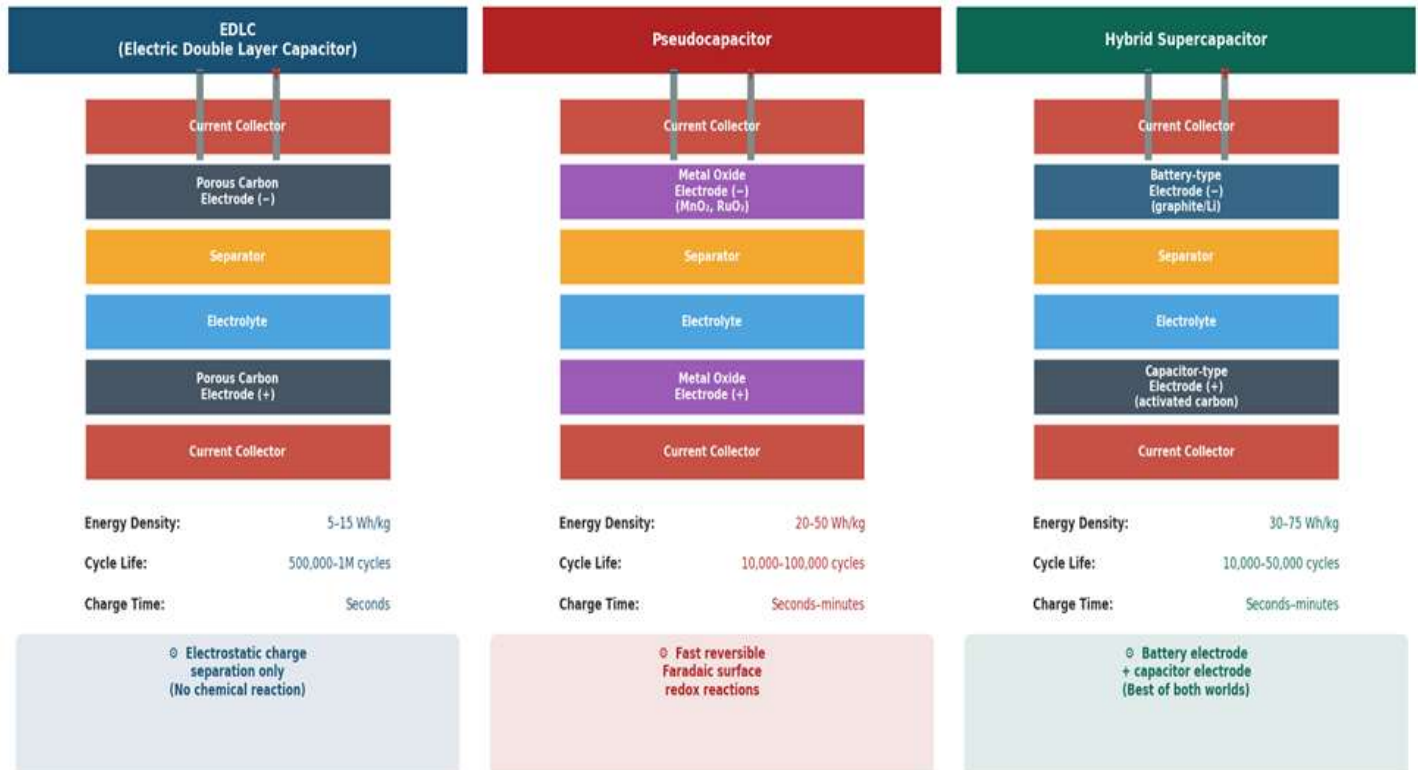 EDLC
(Electric Double Layer Capacitor)
Current Collector
Porous Carbon
Electrode (−)
Separator
Electrolyte
Porous Carbon
Electrode (+)
Current Collector
Energy Density: 5–15 Wh/kg
Cycle Life: 500,000–1M cycles
Charge Time: Seconds
⚙ Electrostatic charge
separation only
(No chemical reaction)
Pseudocapacitor
Current Collector
Metal Oxide
Electrode (−)
(MnO₂, RuO₂)
Separator
Electrolyte
Metal Oxide
Electrode (+)
Current Collector
Energy Density: 20–50 Wh/kg
Cycle Life: 10,000–100,000 cycles
Charge Time: Seconds–minutes
⚙ Fast reversible
Faradaic surface
redox reactions
Hybrid Supercapacitor
Current Collector
Battery-type
Electrode (−)
(graphite/Li)
Separator
Electrolyte
Capacitor-type
Electrode (+)
(activated carbon)
Current Collector
Energy Density: 30–75 Wh/kg
Cycle Life: 10,000–50,000 cycles
Charge Time: Seconds–minutes
⚙ Battery electrode
+ capacitor electrode
(Best of both worlds)